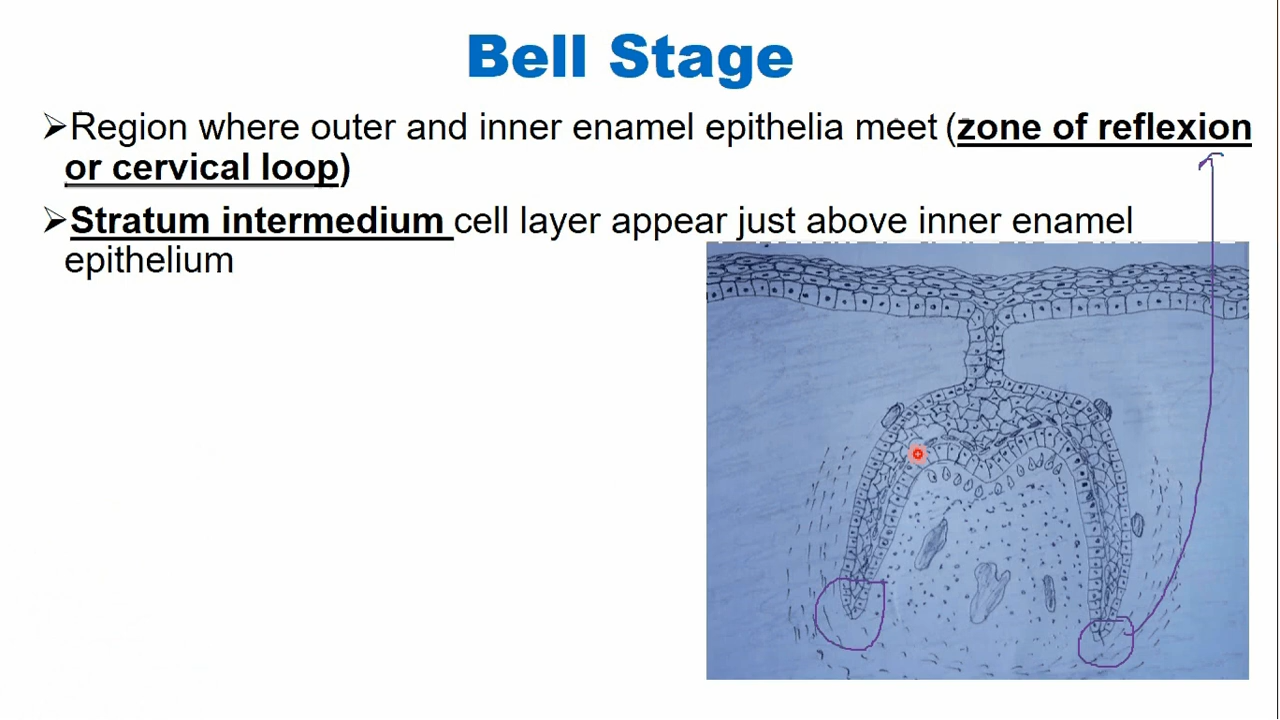 Bell Stage
➢Region where outer and inner enamel epithelia meet (zone of reflexion
or cervical loop)
➢Stratum intermedium cell layer appear just above inner enamel
epithelium